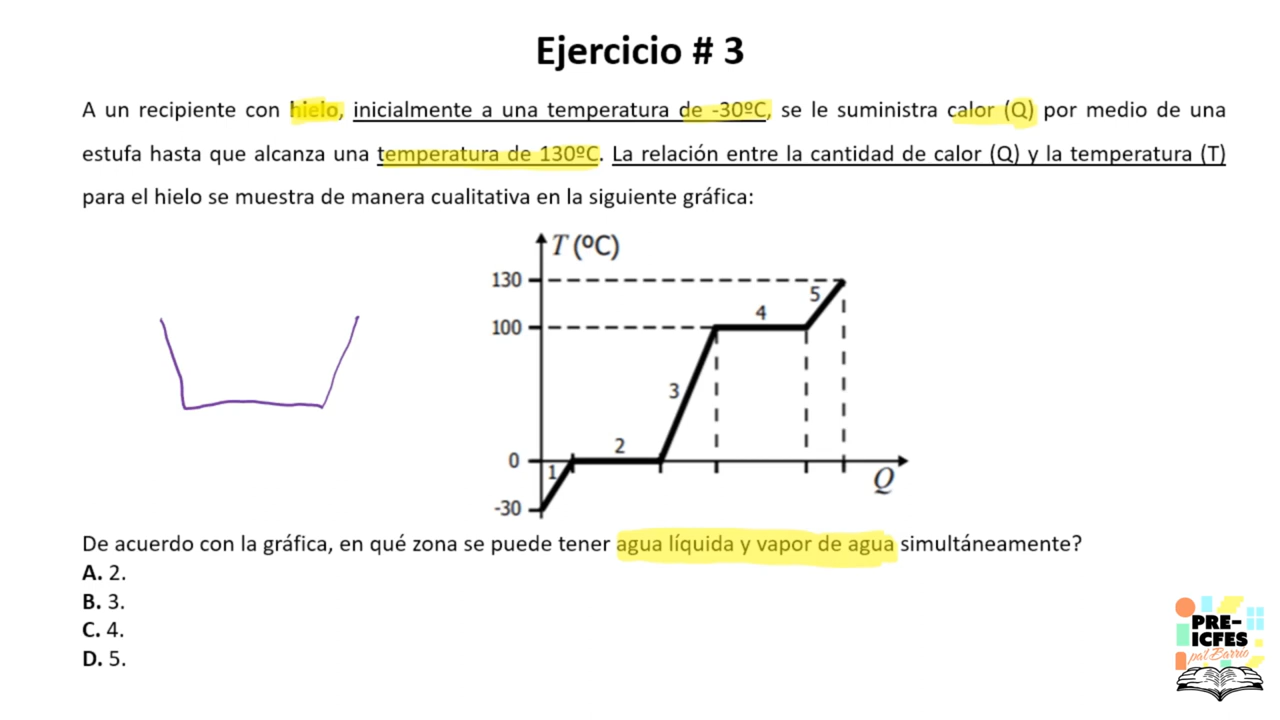 Ejercicio # 3
A un recipiente con hielo, inicialmente a una temperatura de -30ºC, se le suministra calor (Q) por medio de una
estufa hasta que alcanza una temperatura de 130ºC. La relación entre la cantidad de calor (Q) y la temperatura (T)
para el hielo se muestra de manera cualitativa en la siguiente gráfica:
T (ºC)
130
5
4
100
3
2
0
1
Q
-30
De acuerdo con la gráfica, en qué zona se puede tener agua líquida y vapor de agua simultáneamente?
A. 2.
B. 3.
C. 4.
D. 5.
PRE-
ICFES
pa'l Barrio